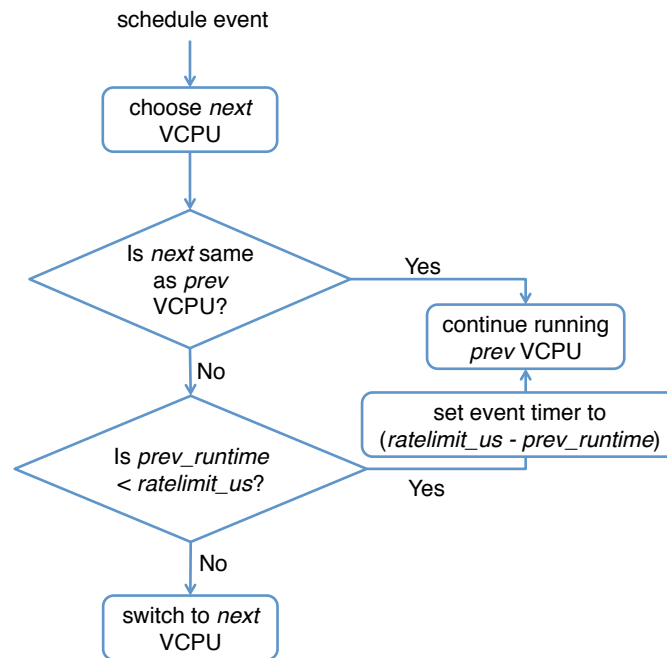 schedule event
choose next
VCPU
Is next same
as prev
VCPU?
Yes
continue running
prev VCPU
No
set event timer to
(ratelimit_us - prev_runtime)
Is prev_runtime
< ratelimit_us?
Yes
No
switch to next
VCPU